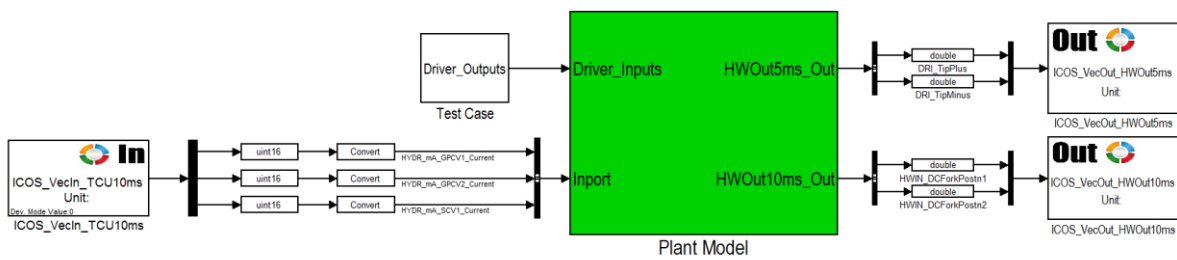 Driver_Outputs
Test Case
Driver_Inputs
HWOut5ms_Out
Inport
HWOut10ms_Out
Plant Model
In
ICOS_VecIn_TCU10ms
Unit:
Dev. Mode Value:0
ICOS_VecIn_TCU10ms
uint16
Convert
HYDR_mA_GPCV1_Current
uint16
Convert
HYDR_mA_GPCV2_Current
uint16
Convert
HYDR_mA_SCV1_Current
double
DRI_TipPlus
double
DRI_TipMinus
Out
ICOS_VecOut_HWOut5ms
Unit:
ICOS_VecOut_HWOut5ms
double
HWIN_DCForkPostn1
double
HWIN_DCForkPostn2
Out
ICOS_VecOut_HWOut10ms
Unit:
ICOS_VecOut_HWOut10ms